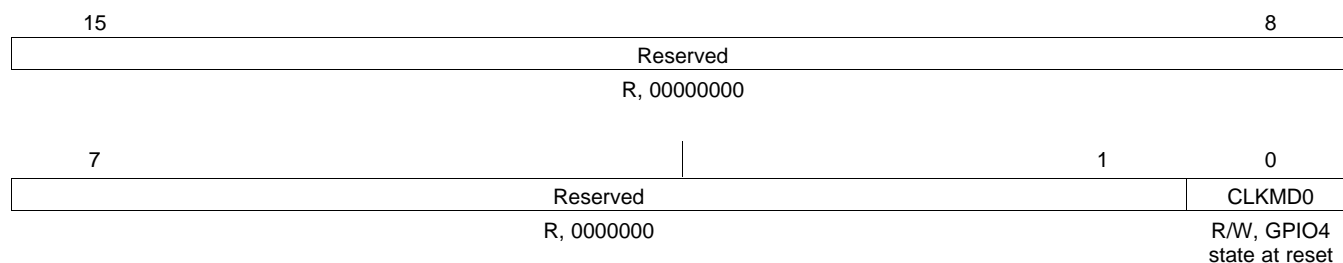 15 8
Reserved
R, 00000000
7 1 0
Reserved CLKMD0
R, 0000000 R/W, GPIO4
state at reset